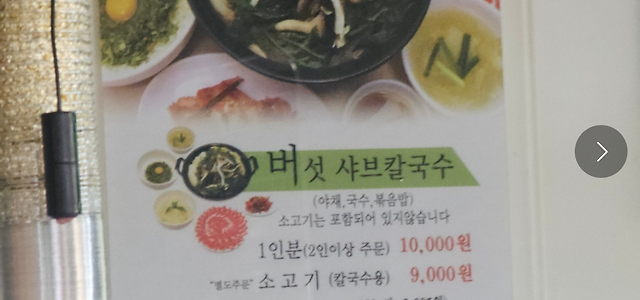 버섯 샤브칼국수
(야채,국수,볶음밥)
소고기는 포함되어 있지않습니다
1인분(2인이상 주문) 10,000원
"별도주문" 소고기 (칼국수용) 9,000원